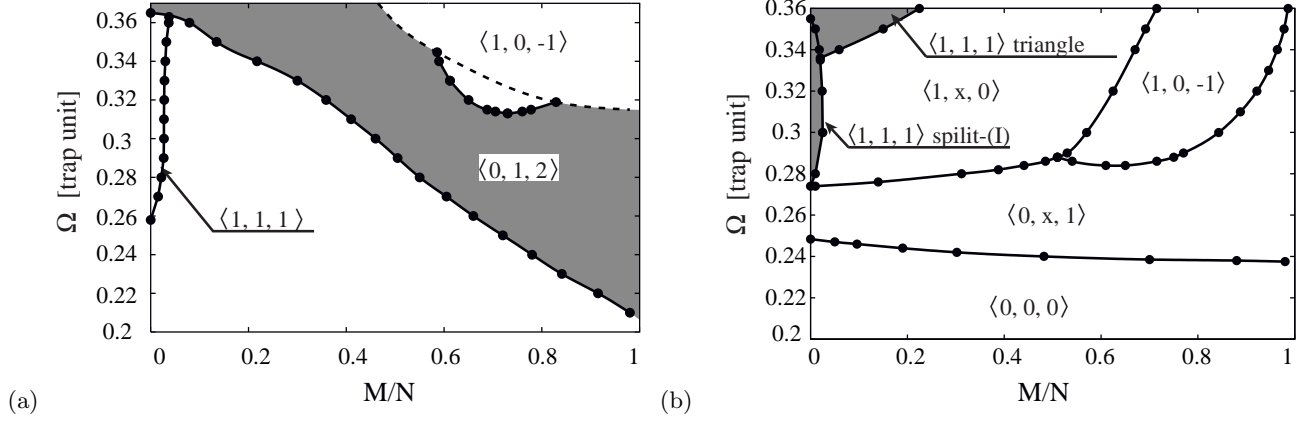 0.36
0.34
0.32
0.3
0.28
0.26
0.24
0.22
0.2
Ω [trap unit]
0
0.2
0.4
0.6
0.8
1
M/N
⟨1, 0, -1⟩
⟨0, 1, 2⟩
⟨1, 1, 1⟩
(a)
0.36
0.34
0.32
0.3
0.28
0.26
0.24
0.22
0.2
Ω [trap unit]
0
0.2
0.4
0.6
0.8
1
M/N
⟨1, 1, 1⟩ triangle
⟨1, x, 0⟩
⟨1, 0, -1⟩
⟨1, 1, 1⟩ spilit-(I)
⟨0, x, 1⟩
⟨0, 0, 0⟩
(b)